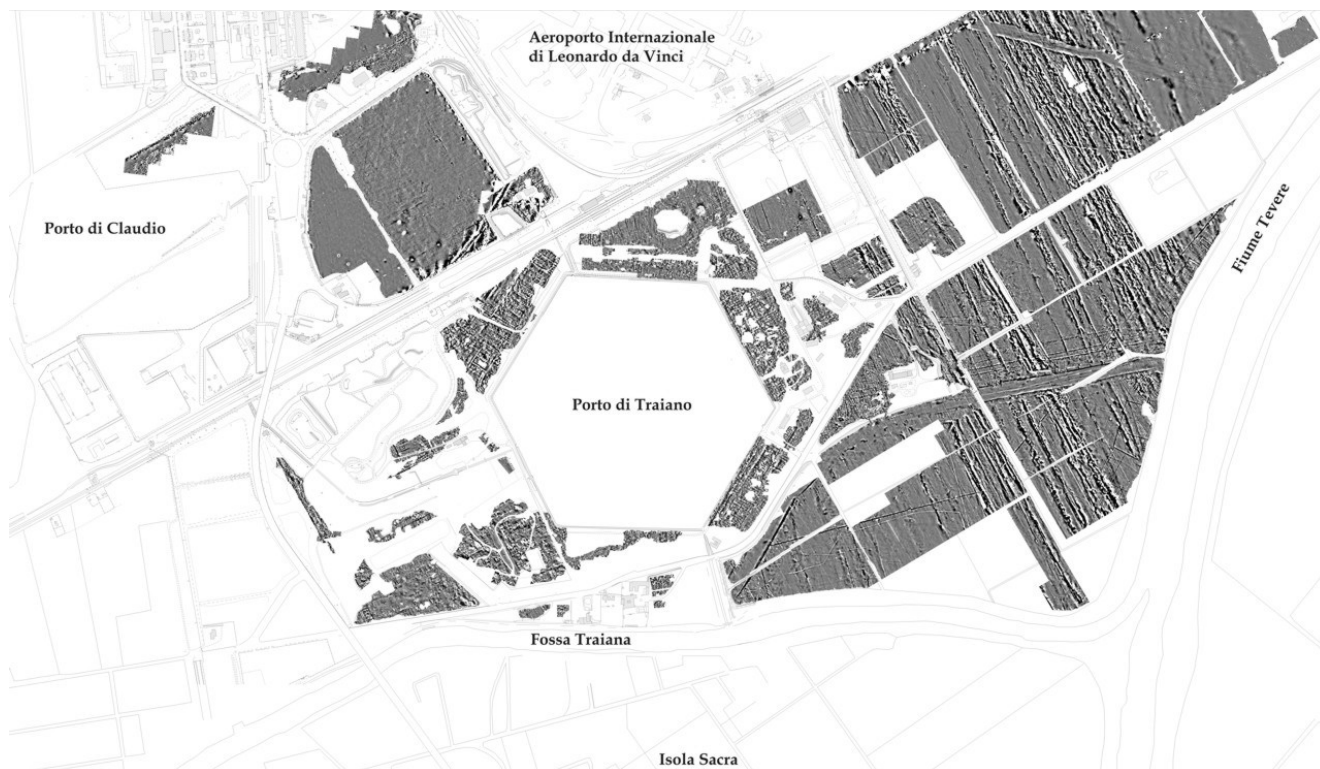 Aeroporto Internazionale
di Leonardo da Vinci
Porto di Claudio
Fiume Tevere
Porto di Traiano
Fossa Traiana
Isola Sacra